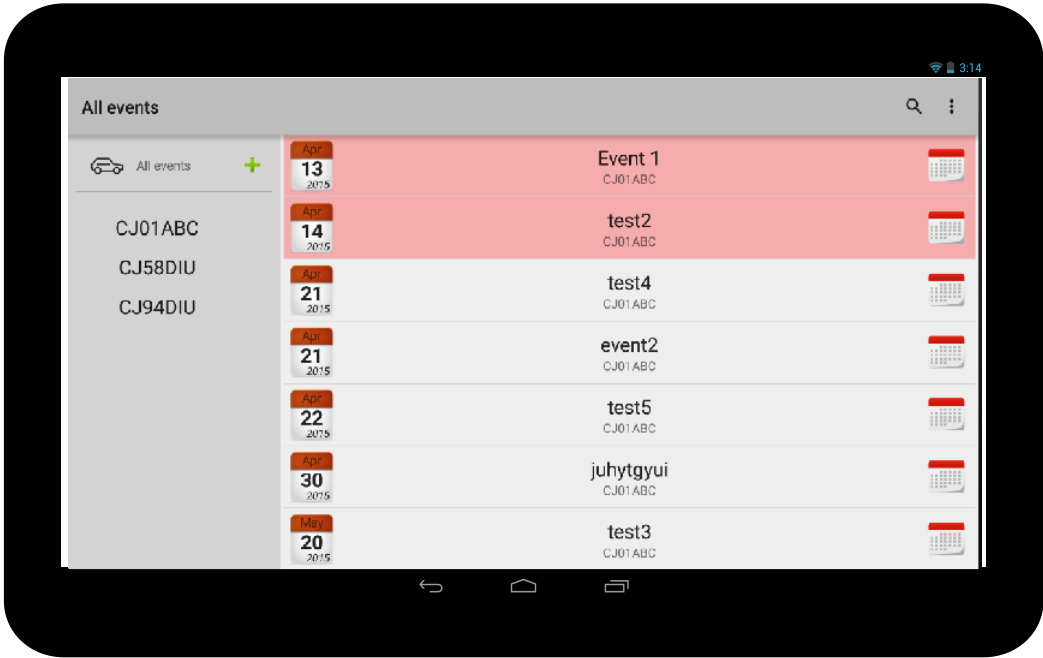 3:14
All events
All events
+
CJ01ABC
CJ58DIU
CJ94DIU
Apr
13
2015
Event 1
CJ01ABC
Apr
14
2015
test2
CJ01ABC
Apr
21
2015
test4
CJ01ABC
Apr
21
2015
event2
CJ01ABC
Apr
22
2015
test5
CJ01ABC
Apr
30
2015
juhytgyui
CJ01ABC
May
20
2015
test3
CJ01ABC